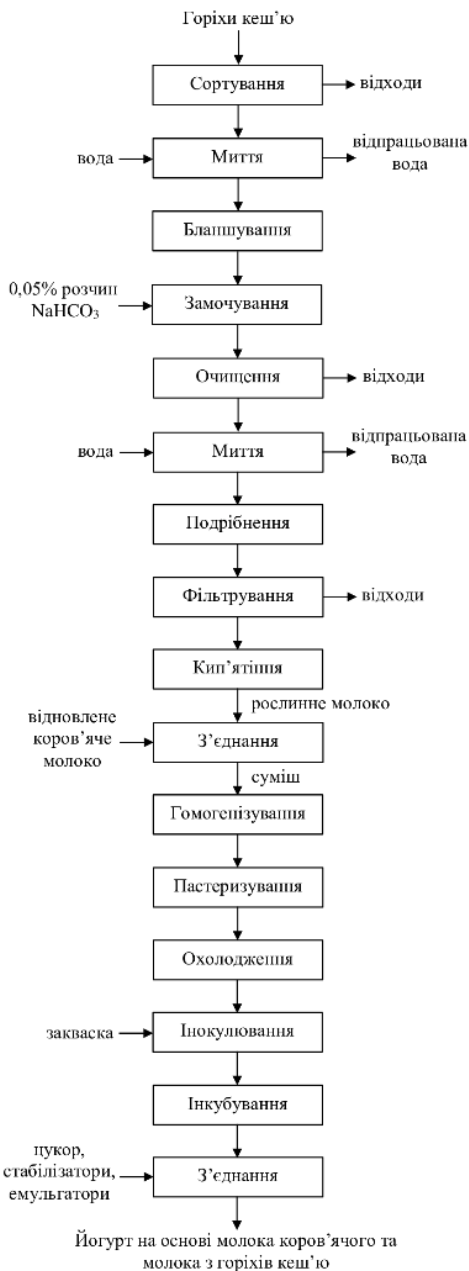 Горіхи кеш’ю
Сортування
відходи
вода
Миття
відпрацьована
вода
Бланшування
0,05% розчин
NaHCO₃
Замочування
Очищення
відходи
вода
Миття
відпрацьована
вода
Подрібнення
Фільтрування
відходи
Кип’ятіння
рослинне молоко
відновлене
коров’яче
молоко
З’єднання
суміш
Гомогенізування
Пастеризування
Охолодження
закваска
Інокулювання
Інкубування
цукор,
стабілізатори,
емульгатори
З’єднання
Йогурт на основі молока коров’ячого та
молока з горіхів кеш’ю